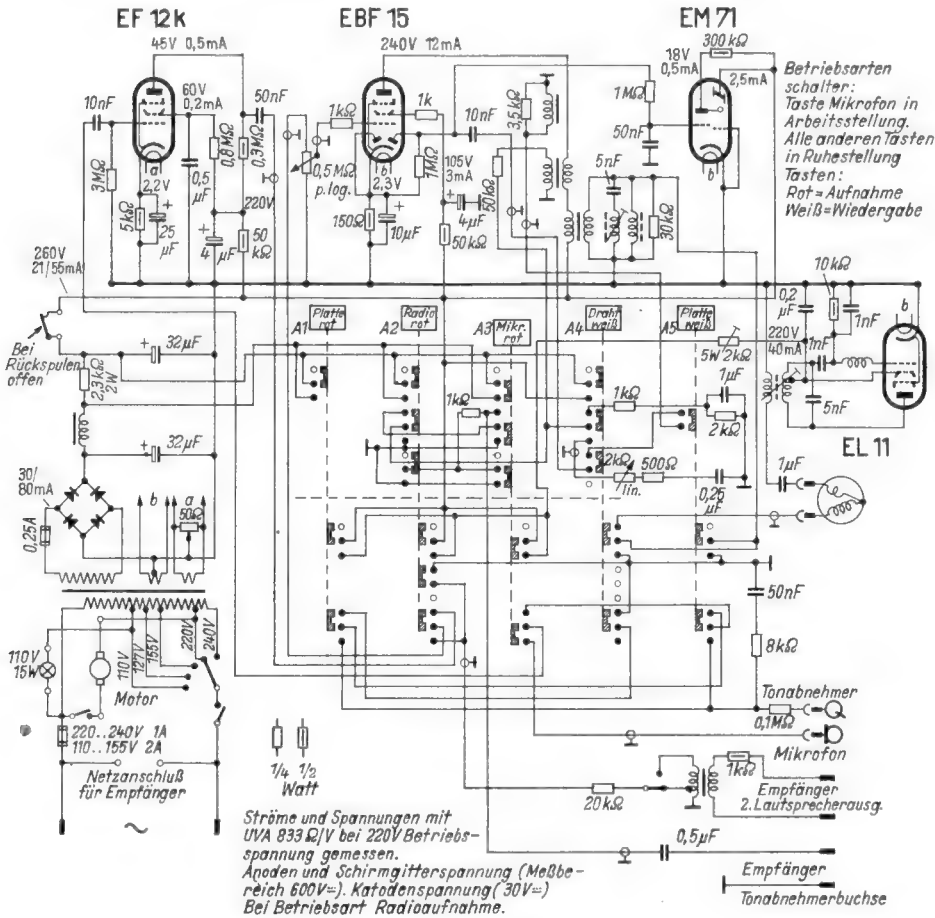 EF 12k
EBF 15
EM 71
45V 0,5mA
240V 12mA
18V
0,5mA
300kΩ
2,5mA
Betriebsarten
schalter:
Taste Mikrofon in
Arbeitsstellung.
Alle anderen Tasten
in Ruhestellung
Tasten:
Rot=Aufnahme
Weiß=Wiedergabe
10nF
60V
0,2mA
50nF
1kΩ
1k
10nF
3,5kΩ
1MΩ
50nF
3MΩ
a
2,2V
0,5
µF
0,8MΩ
0,3MΩ
220V
0,5MΩ
p.log.
b
2,3V
1MΩ
105V
3mA
50kΩ
5nF
b
5kΩ
25
µF
4
µF
50
kΩ
150Ω
10µF
4µF
50kΩ
30kΩ
260V
21/55mA
10kΩ
0,2
µF
1nF
b
Bei
Rückspulen
offen
32µF
2,3kΩ
2W
A1
Platte
rot
A2
Radio
rot
A3
Mikr.
rot
A4
Draht
weiß
A5
Platte
weiß
220V
40mA
1nF
5W 2kΩ
5nF
EL 11
1kΩ
1kΩ
1µF
2kΩ
32µF
2kΩ
lin.
500Ω
0,25
µF
1µF
30/
80mA
0,25A
b
a
50Ω
50nF
8kΩ
110V
15W
Motor
110V
127V
155V
220V
240V
Tonabnehmer
0,1MΩ
Mikrofon
220..240V 1A
110..155V 2A
Netzanschluß
für Empfänger
1/4
1/2
Watt
1kΩ
20kΩ
Empfänger
2.Lautsprecherausg.
Ströme und Spannungen mit
UVA 833 Ω/V bei 220V Betriebs-
spannung gemessen.
Anoden und Schirmgitterspannung (Meßbe-
reich 600V=). Katodenspannung (30V=)
Bei Betriebsart Radioaufnahme.
0,5µF
Empfänger
Tonabnehmerbuchse